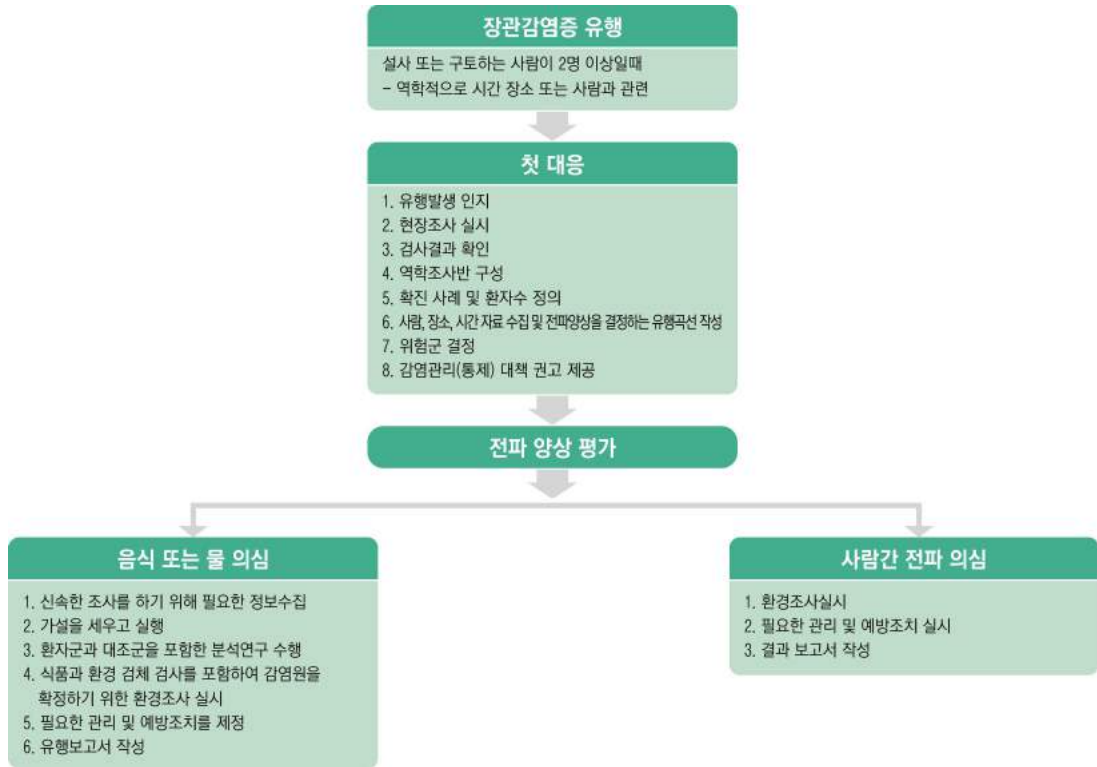 장관감염증 유행
설사 또는 구토하는 사람이 2명 이상일때
- 역학적으로 시간 장소 또는 사람과 관련
첫 대응
1. 유행발생 인지
2. 현장조사 실시
3. 검사결과 확인
4. 역학조사반 구성
5. 확진 사례 및 환자수 정의
6. 사람, 장소, 시간 자료 수집 및 전파양상을 결정하는 유행곡선 작성
7. 위험군 결정
8. 감염관리(통제) 대책 권고 제공
전파 양상 평가
음식 또는 물 의심
1. 신속한 조사를 하기 위해 필요한 정보수집
2. 가설을 세우고 실행
3. 환자군과 대조군을 포함한 분석연구 수행
4. 식품과 환경 검체 검사를 포함하여 감염원을
확정하기 위한 환경조사 실시
5. 필요한 관리 및 예방조치를 제정
6. 유행보고서 작성
사람간 전파 의심
1. 환경조사실시
2. 필요한 관리 및 예방조치 실시
3. 결과 보고서 작성